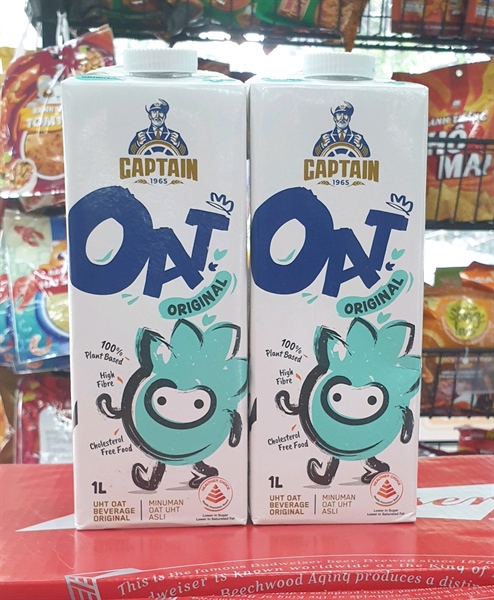 CAPTAIN
1965
OAT
ORIGINAL
100%
Plant Based
High
Fibre
Cholesterol
Free Food
1L
UHT OAT
BEVERAGE
ORIGINAL
MINUMAN
OAT UHT
ASLI
Lower in Sugar
Lower in Saturated Fat
CAPTAIN
1965
OAT
ORIGINAL
100%
Plant Based
High
Fibre
Cholesterol
Free Food
1L
UHT OAT
BEVERAGE
ORIGINAL
MINUMAN
OAT UHT
ASLI
Lower in Sugar
Lower in Saturated Fat
This is the famous Budweiser beer. Brewed since 1876
dweiser is known worldwide as the King of
Beechwood Aging produces a distin